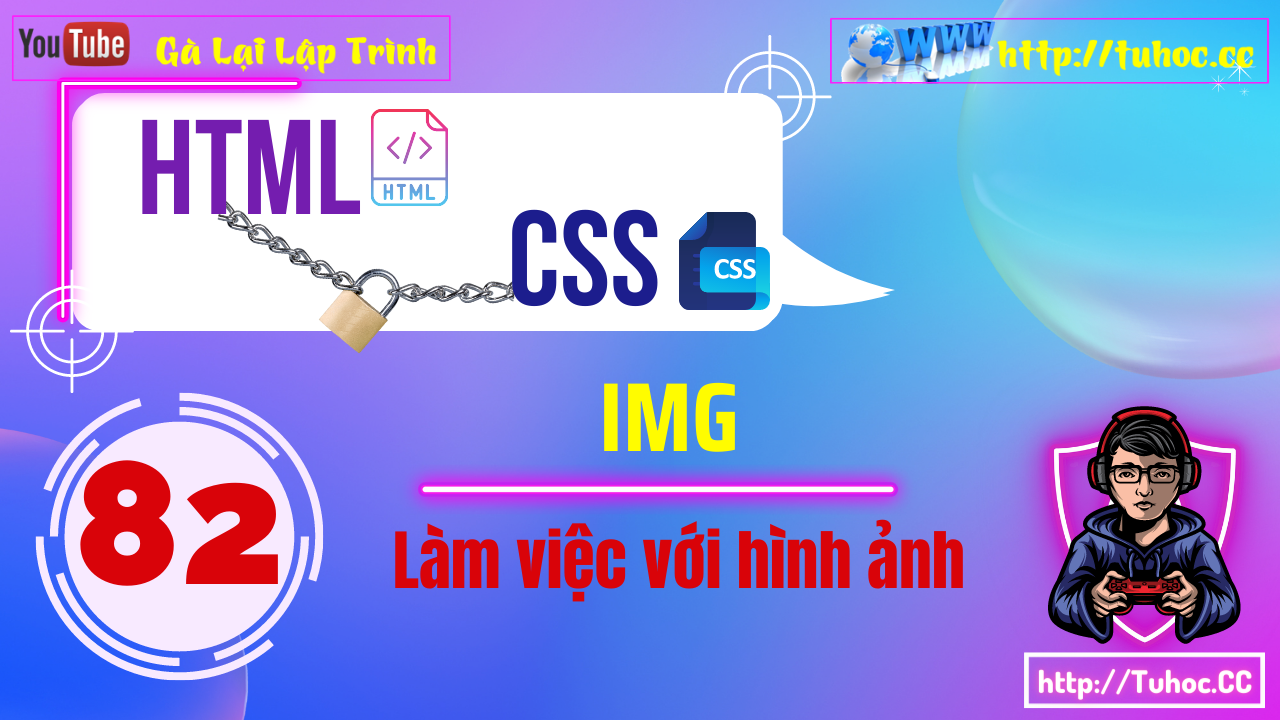 YouTube
Gà Lại Lập Trình
WWW
http://tuhoc.cc
HTML
HTML
CSS
CSS
IMG
82
Làm việc với hình ảnh
http://Tuhoc.CC